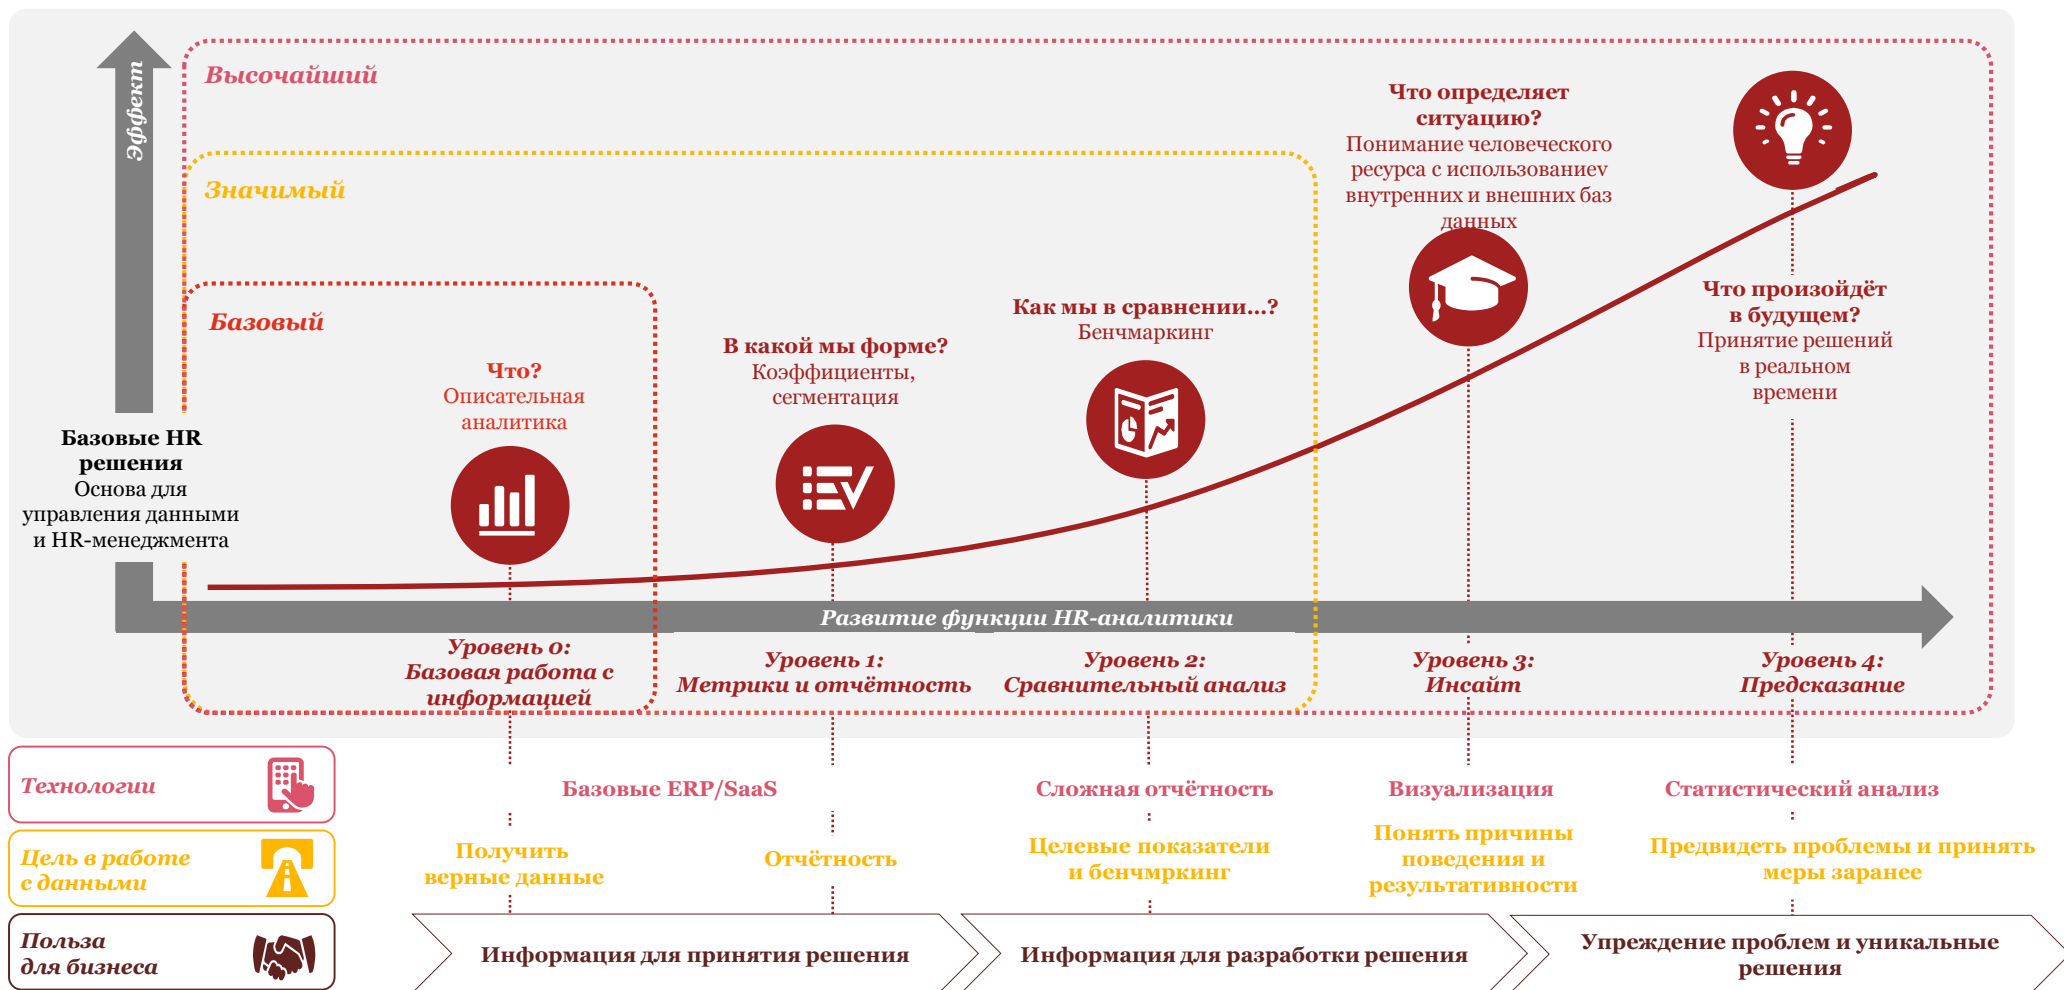 Эффект
Высочайший
Значимый
Базовый
Базовые HR
решения
Основа для
управления данными
и HR-менеджмента
Что?
Описательная
аналитика
В какой мы форме?
Коэффициенты,
сегментация
Как мы в сравнении...?
Бенчмаркинг
Что определяет
ситуацию?
Понимание человеческого
ресурса с использованиеv
внутренних и внешних баз
данных
Что произойдёт
в будущем?
Принятие решений
в реальном
времени
Развитие функции HR-аналитики
Уровень 0:
Базовая работа с
информацией
Уровень 1:
Метрики и отчётность
Уровень 2:
Сравнительный анализ
Уровень 3:
Инсайт
Уровень 4:
Предсказание
Технологии
Базовые ERP/SaaS
Сложная отчётность
Визуализация
Статистический анализ
Цель в работе
с данными
Получить
верные данные
Отчётность
Целевые показатели
и бенчмркинг
Понять причины
поведения и
результативности
Предвидеть проблемы и принять
меры заранее
Польза
для бизнеса
Информация для принятия решения
Информация для разработки решения
Упреждение проблем и уникальные
решения